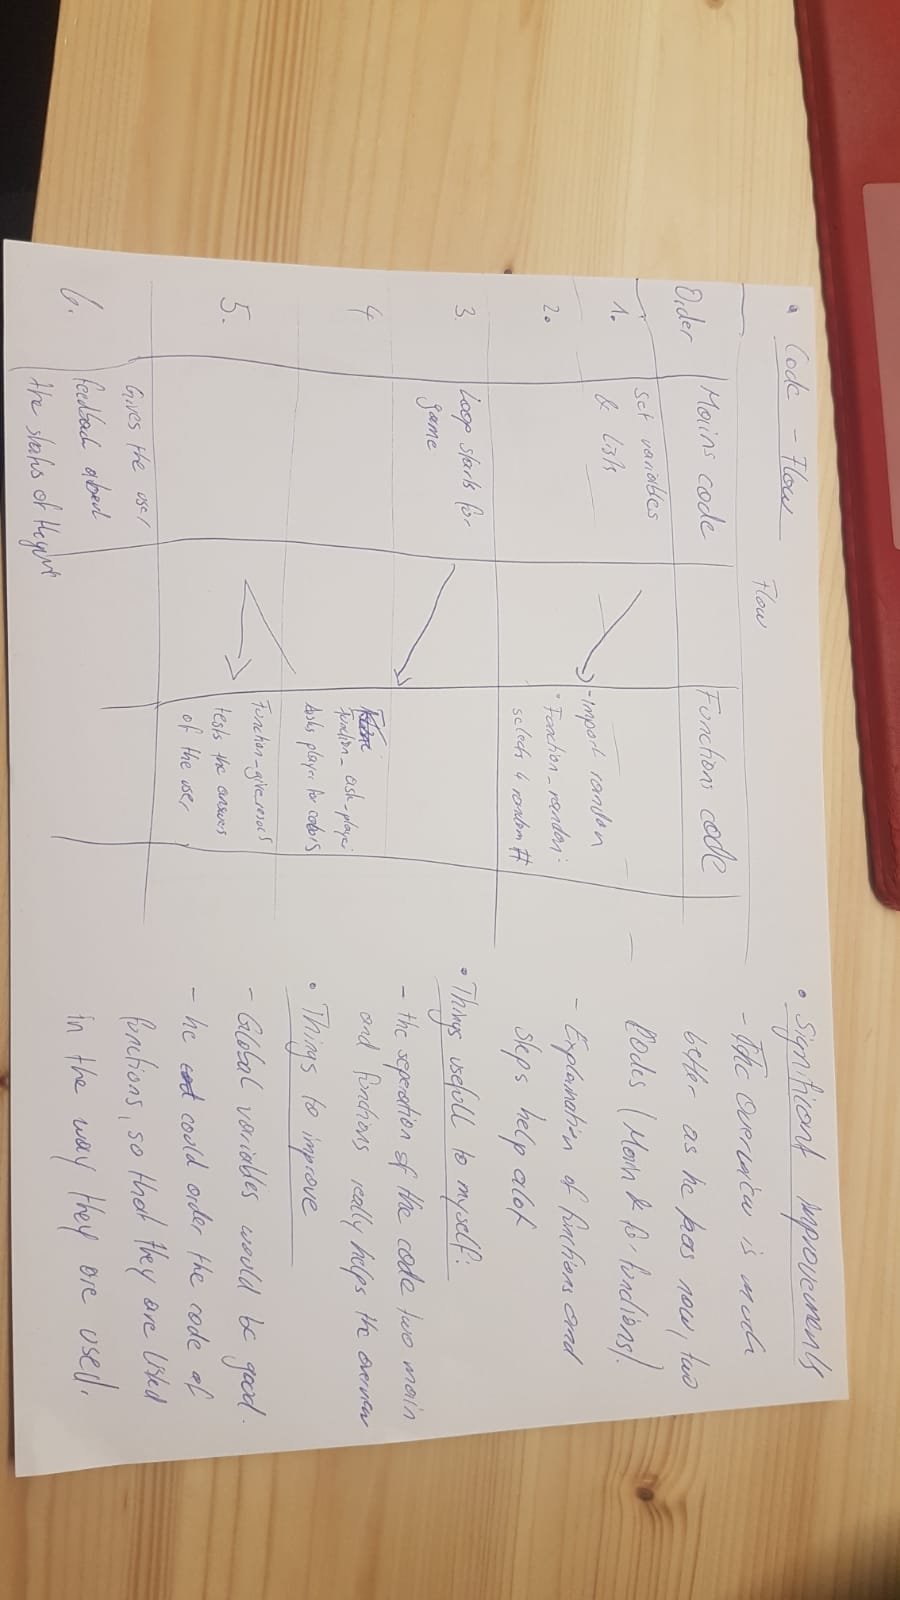 • Code - Flow
Flow
Order
Mains code
Functions code
1.
Set variables
& lists
2.
- import random
• Function_random:
selects 4 random #
3.
Loop starts for
game
4
function_ask_player
asks player for colors
5.
Function_give
tests the answers
of the user
6.
Gives the user
feedback about
the status of the
• Significant improvements
- The overview is much
better as he has now, two
(Main & for functions).
- Explanation of functions and
steps help alot
• Things usefull to myself:
- the seperation of the code two main
and functions really helps the overview
• Things to improve
- Global variables would be good.
- he could order the code of
functions, so that they are listed
in the way they are used.